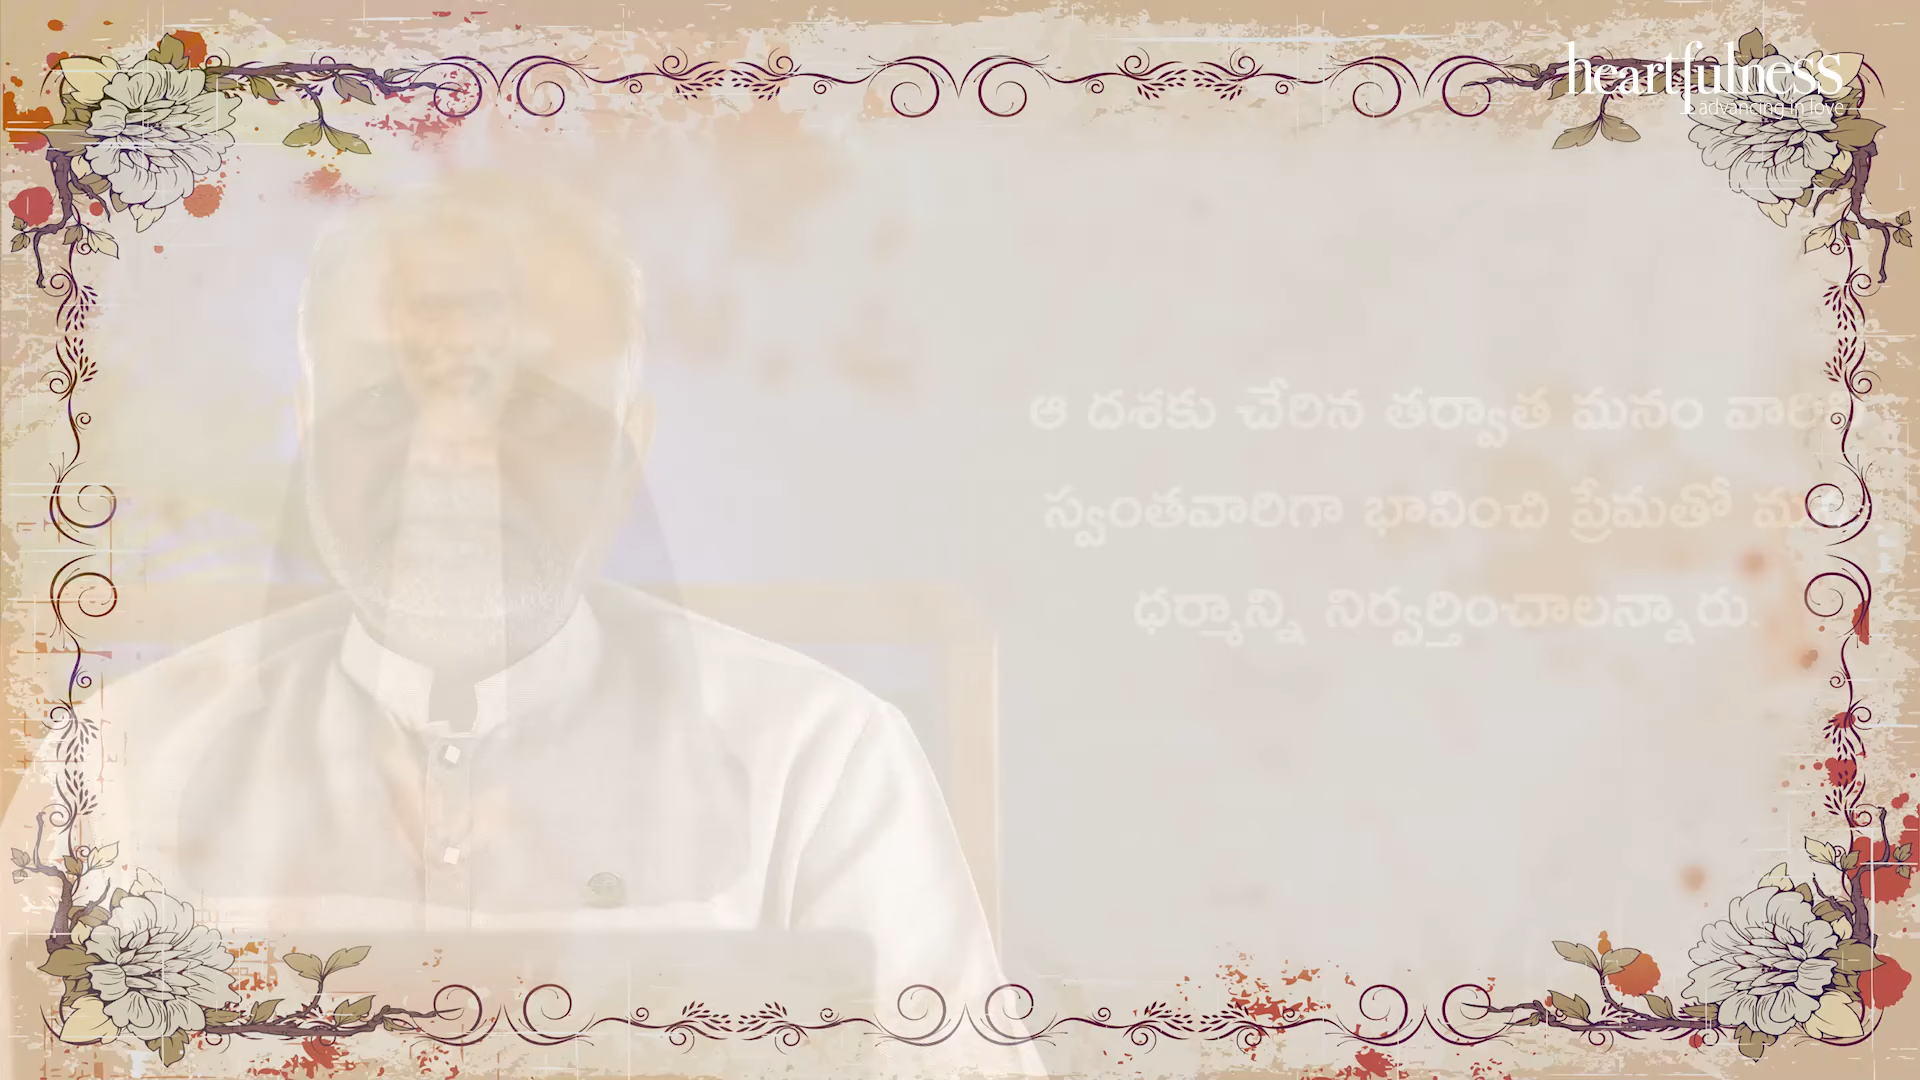 heartfulness
advancing in love
ఆ దశకు చేరిన తర్వాత మనం
స్వంతవారిగా భావించి ప్రేమతో
ధర్మాన్ని నిర్వర్తించాలన్నారు.